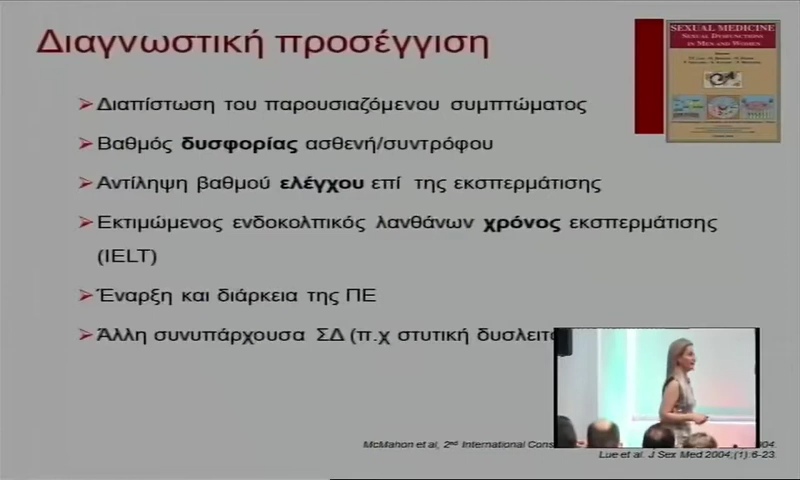 Διαγνωστική προσέγγιση
SEXUAL MEDICINE
SEXUAL DYSFUNCTIONS
IN MEN AND WOMEN
➤Διαπίστωση του παρουσιαζόμενου συμπτώματος
➤Βαθμός δυσφορίας ασθενή/συντρόφου
➤Αντίληψη βαθμού ελέγχου επί της εκσπερμάτισης
➤Εκτιμώμενος ενδοκολπικός λανθάνων χρόνος εκσπερμάτισης
(IELT)
➤Έναρξη και διάρκεια της ΠΕ
➤Άλλη συνυπάρχουσα ΣΔ (π.χ στυτική
McMahon et al, 2nd International
Lue et al. J Sex Med 2004;(1):6-23.